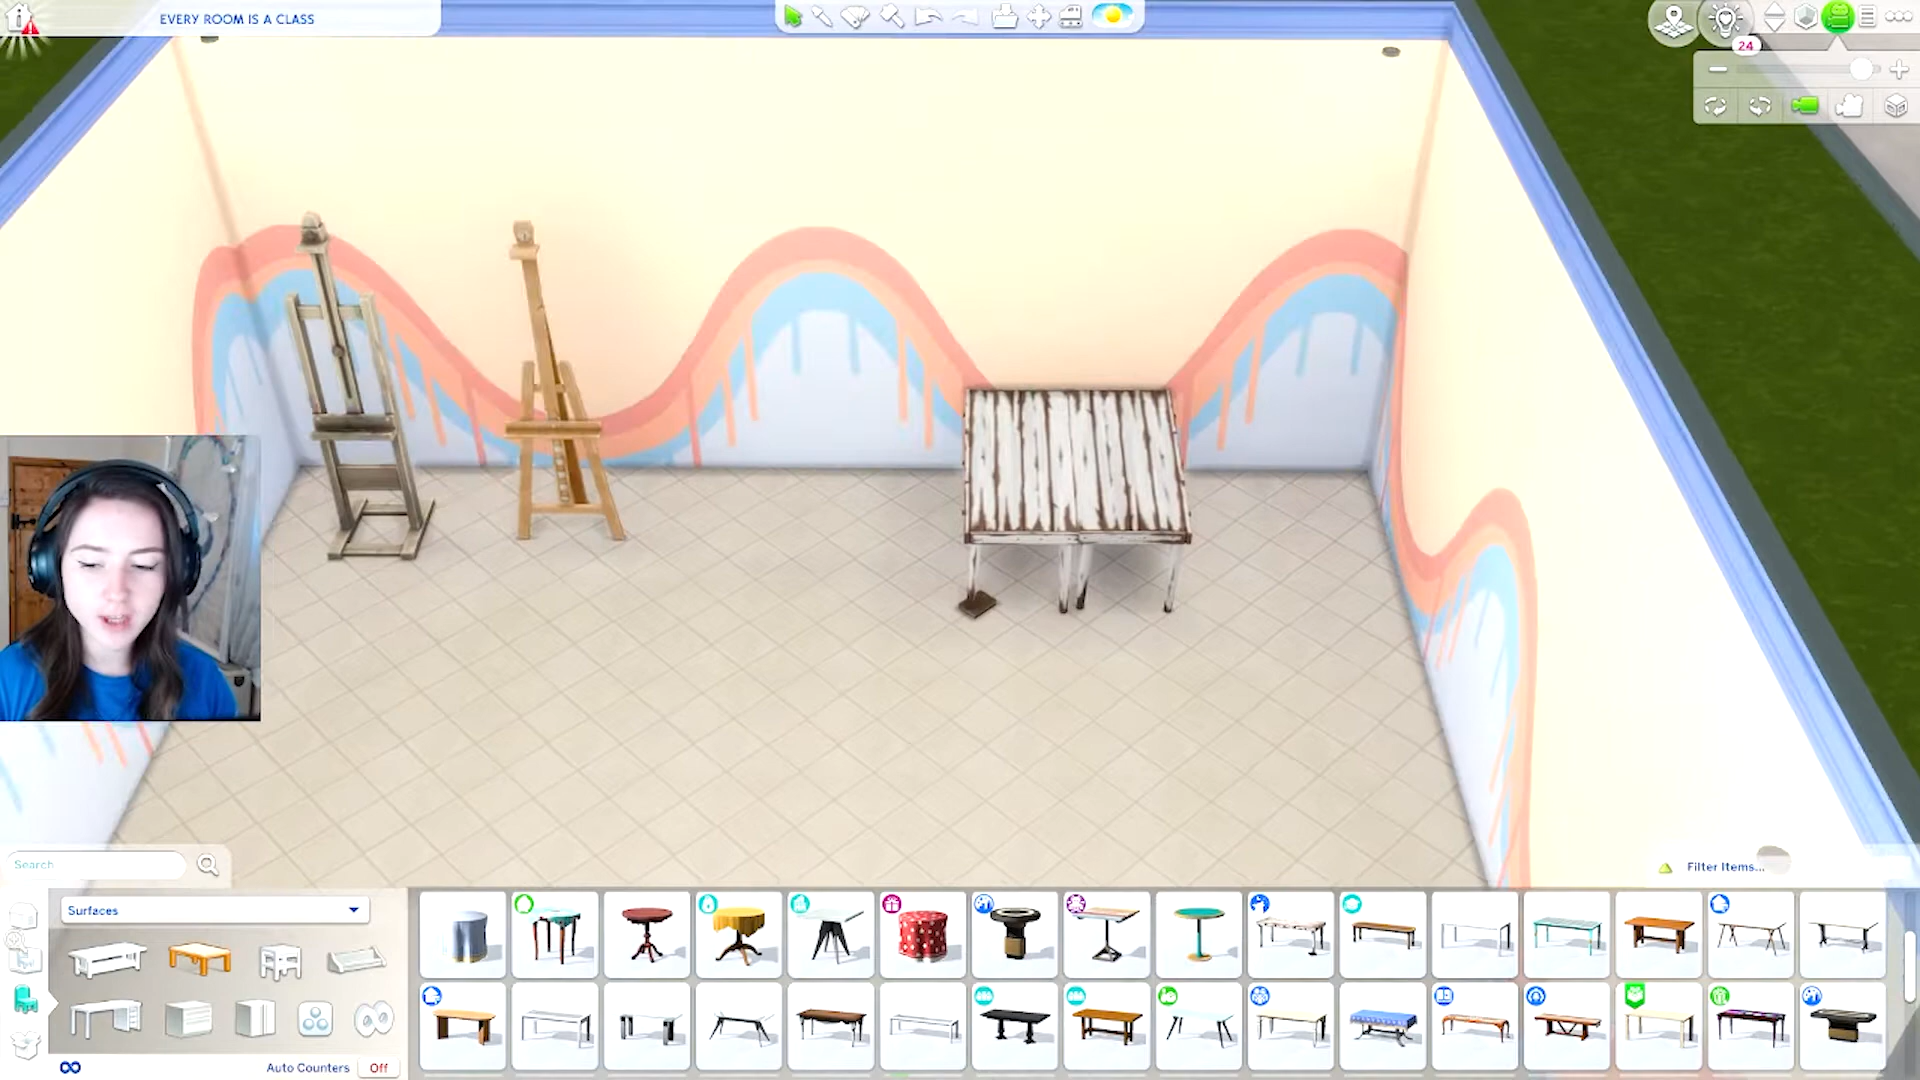 EVERY ROOM IS A CLASS
24
Search
Filter Items...
Surfaces
Auto Counters
Off